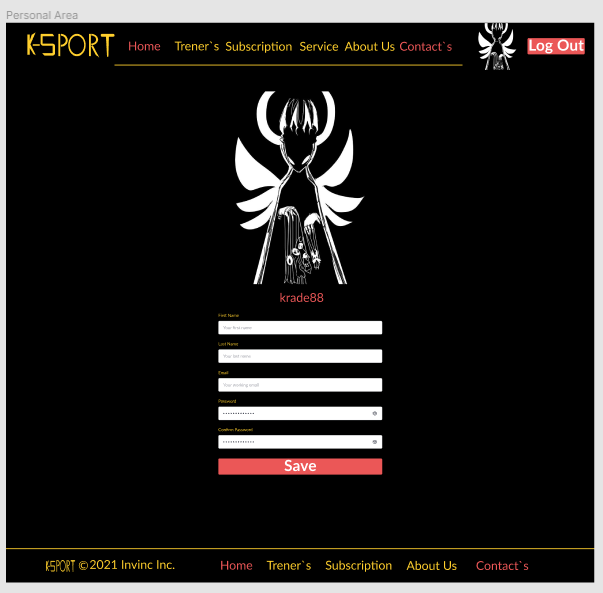 Personal Area
K-SPORT Home Trener`s Subscription Service About Us Contact`s Log Out
krade88
First Name
Your first name
Last Name
Your last name
Email
Your working email
Password
Confirm Password
Save
K-SPORT ©2021 Invinc Inc. Home Trener`s Subscription About Us Contact`s